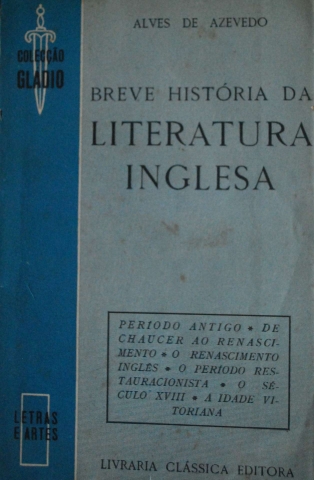 ALVES DE AZEVEDO
COLECÇÃO
GLÁDIO
BREVE HISTÓRIA DA
LITERATURA
INGLESA
PERÍODO ANTIGO • DE
CHAUCER AO RENASCI-
MENTO • O RENASCIMENTO
INGLÊS • O PERÍODO RES-
TAURACIONISTA • O SÉ-
CULO XVIII • A IDADE VI-
TORIANA
LETRAS
E ARTES
LIVRARIA CLÁSSICA EDITORA